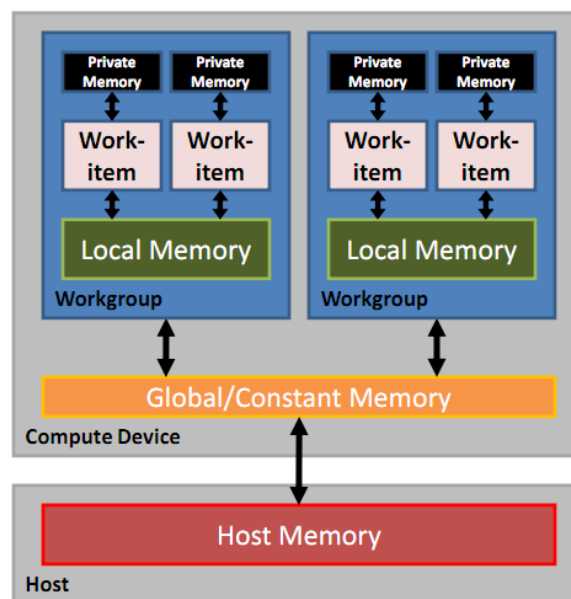 Private Memory
Private Memory
Private Memory
Private Memory
Work-
item
Work-
item
Work-
item
Work-
item
Local Memory
Local Memory
Workgroup
Workgroup
Global/Constant Memory
Compute Device
Host Memory
Host